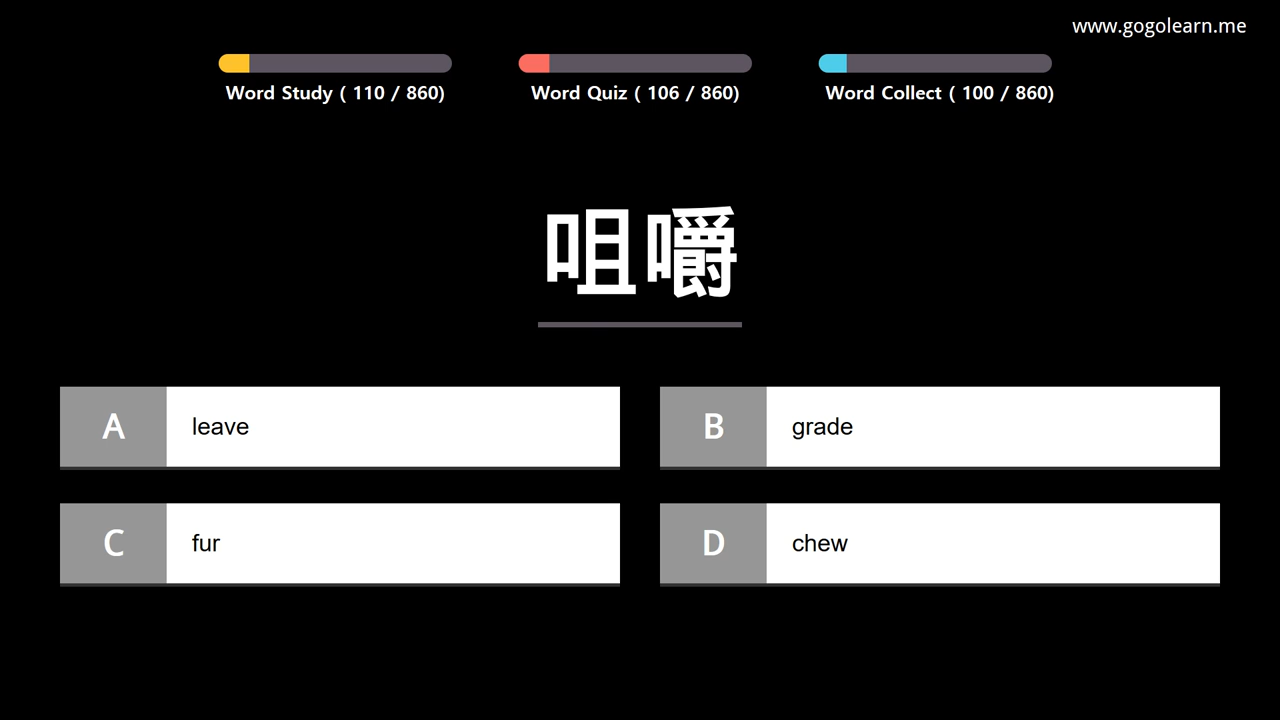 www.gogolearn.me
Word Study ( 110 / 860)
Word Quiz ( 106 / 860)
Word Collect ( 100 / 860)
咀嚼
A leave
B grade
C fur
D chew